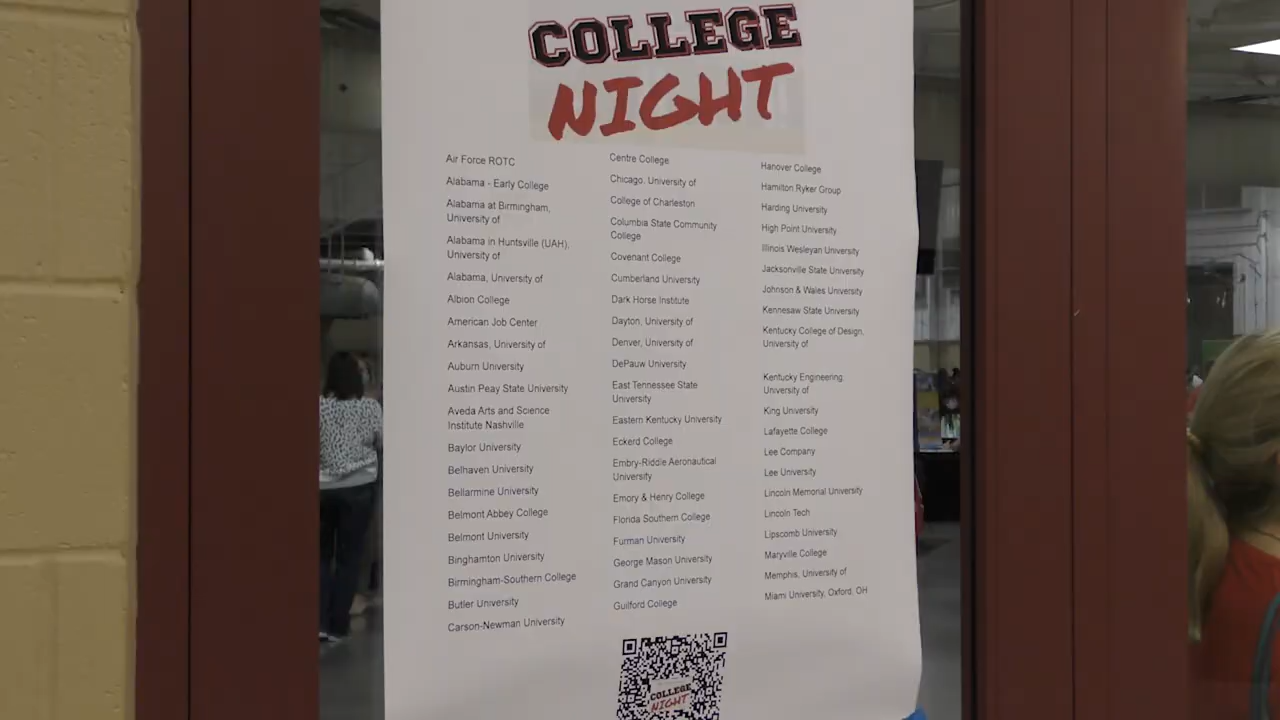 COLLEGE
NIGHT
Air Force ROTC
Alabama - Early College
Alabama at Birmingham,
University of
Alabama in Huntsville (UAH),
University of
Alabama, University of
Albion College
American Job Center
Arkansas, University of
Auburn University
Austin Peay State University
Aveda Arts and Science
Institute Nashville
Baylor University
Belhaven University
Bellarmine University
Belmont Abbey College
Belmont University
Binghamton University
Birmingham-Southern College
Butler University
Carson-Newman University
Centre College
Chicago, University of
College of Charleston
Columbia State Community
College
Covenant College
Cumberland University
Dark Horse Institute
Dayton, University of
Denver, University of
DePauw University
East Tennessee State
University
Eastern Kentucky University
Eckerd College
Embry-Riddle Aeronautical
University
Emory & Henry College
Florida Southern College
Furman University
George Mason University
Grand Canyon University
Guilford College
Hanover College
Hamilton Ryker Group
Harding University
High Point University
Illinois Wesleyan University
Jacksonville State University
Johnson & Wales University
Kennesaw State University
Kentucky College of Design,
University of
Kentucky Engineering,
University of
King University
Lafayette College
Lee Company
Lee University
Lincoln Memorial University
Lincoln Tech
Lipscomb University
Maryville College
Memphis, University of
Miami University, Oxford, OH
COLLEGE
NIGHT